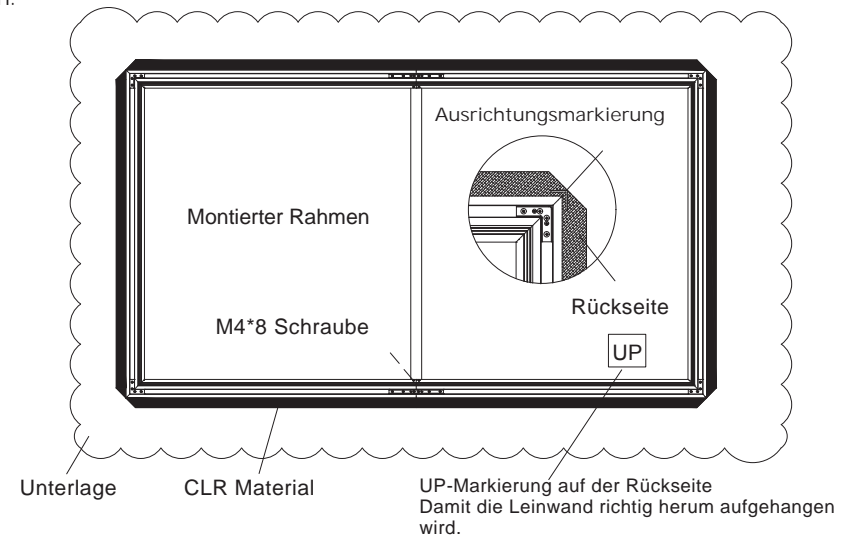 Ausrichtungsmarkierung
Montierter Rahmen
Rückseite
M4*8 Schraube
UP
Unterlage
CLR Material
UP-Markierung auf der Rückseite
Damit die Leinwand richtig herum aufgehangen
wird.